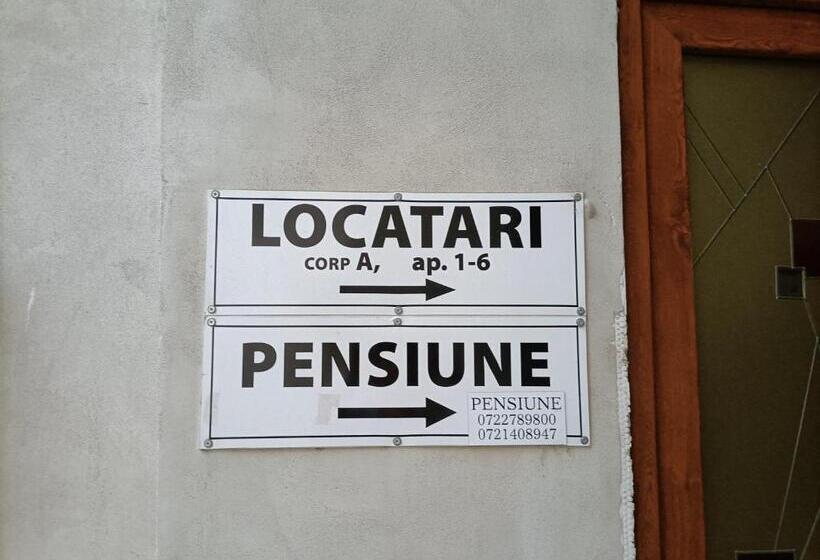 LOCATARI
CORP A, ap. 1-6
PENSIUNE
PENSIUNE
0722789800
0721408947